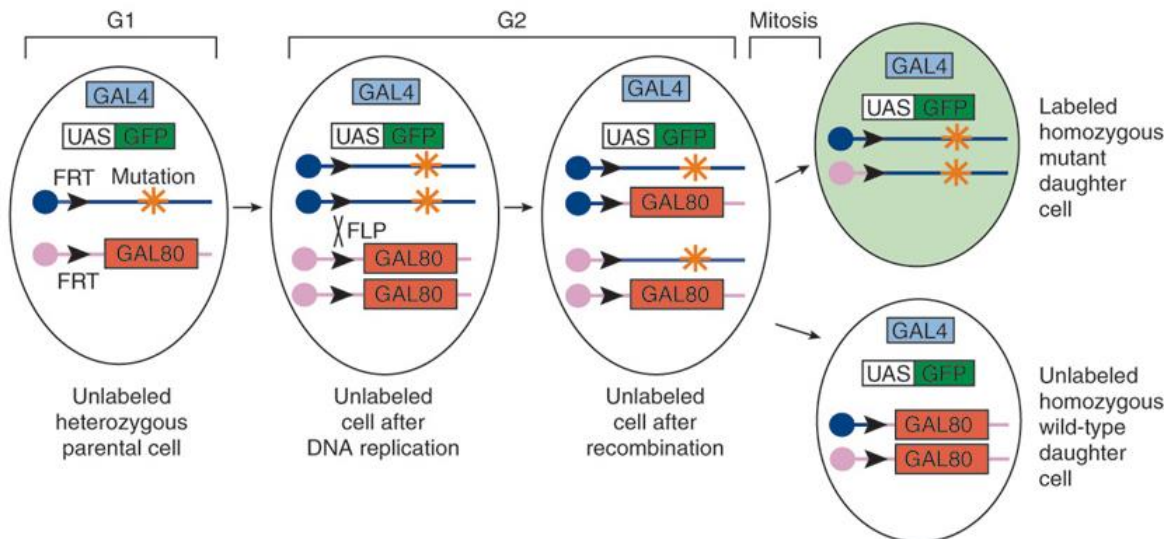 G1
G2
Mitosis
GAL4
UAS GFP
FRT Mutation
GAL80
FRT
Unlabeled
heterozygous
parental cell
GAL4
UAS GFP
FLP
GAL80
GAL80
Unlabeled
cell after
DNA replication
GAL4
UAS GFP
GAL80
GAL80
Unlabeled
cell after
recombination
GAL4
UAS GFP
Labeled
homozygous
mutant
daughter
cell
GAL4
UAS GFP
GAL80
GAL80
Unlabeled
homozygous
wild-type
daughter
cell